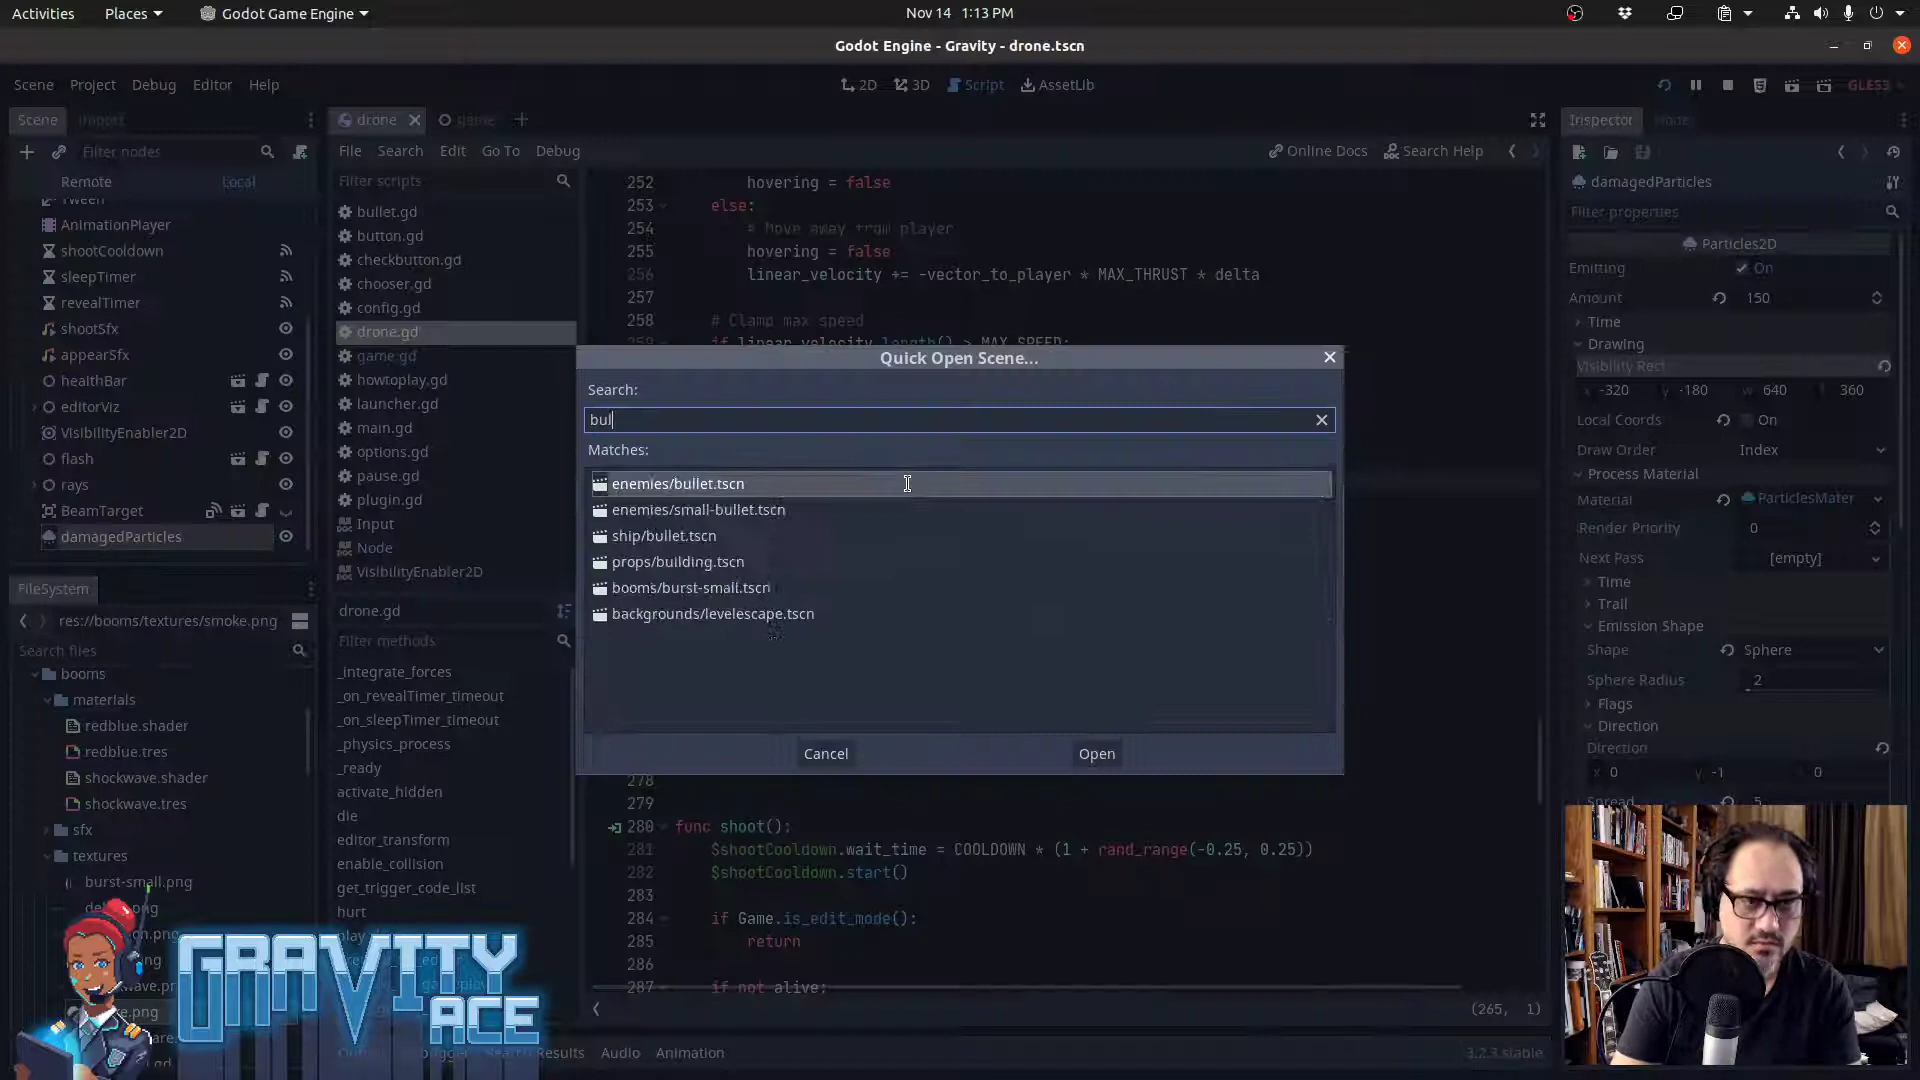 Activities Places Godot Game Engine Nov 14 1:13 PM
Godot Engine - Gravity - drone.tscn
Scene Project Debug Editor Help 2D 3D Script AssetLib GLES3
Scene Import drone game Inspector Node
Filter nodes File Search Edit Go To Debug Online Docs Search Help
Remote Local
Tween
AnimationPlayer
shootCooldown
sleepTimer
revealTimer
shootSfx
appearSfx
healthBar
editorViz
VisibilityEnabler2D
flash
rays
BeamTarget
damagedParticles
FileSystem
res://booms/textures/smoke.png
Search files
booms
materials
redblue.shader
redblue.tres
shockwave.shader
shockwave.tres
sfx
textures
burst-small.png
Filter scripts
bullet.gd
button.gd
checkbutton.gd
chooser.gd
config.gd
drone.gd
game.gd
howtoplay.gd
launcher.gd
main.gd
options.gd
pause.gd
plugin.gd
Input
Node
VisibilityEnabler2D
drone.gd
Filter methods
_integrate_forces
_on_revealTimer_timeout
_on_sleepTimer_timeout
_physics_process
_ready
activate_hidden
die
editor_transform
enable_collision
get_trigger_code_list
hurt
252 hovering = false
253 else:
254 # Move away from player
255 hovering = false
256 linear_velocity += -vector_to_player * MAX_THRUST * delta
257
258 # Clamp max speed
259 if linear_velocity.length() > MAX_SPEED:
Quick Open Scene...
Search:
bul
Matches:
enemies/bullet.tscn
enemies/small-bullet.tscn
ship/bullet.tscn
props/building.tscn
booms/burst-small.tscn
backgrounds/levelescape.tscn
Cancel Open
278
279
280 func shoot():
281 $shootCooldown.wait_time = COOLDOWN * (1 + rand_range(-0.25, 0.25))
282 $shootCooldown.start()
283
284 if Game.is_edit_mode():
285 return
286
287 if not alive:
(265, 1)
Search Results Audio Animation 3.2.3.stable
damagedParticles
Filter properties
Particles2D
Emitting On
Amount 150
Time
Drawing
Visibility Rect
x -320 y -180 w 640 360
Local Coords On
Draw Order Index
Process Material
Material ParticlesMater
Render Priority 0
Next Pass [empty]
Time
Trail
Emission Shape
Shape Sphere
Sphere Radius 2
Flags
Direction
Direction
x 0 y -1 0
Spread 5
GRAVITY
ACE